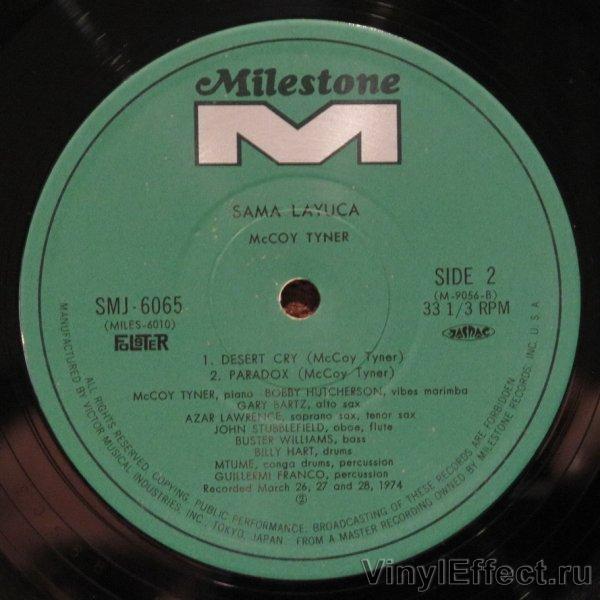 Milestone
M
SAMA LAYUCA
McCOY TYNER
SMJ-6065
(MILES-6010)
FOLSTER
SIDE 2
(M-9056-B)
33 1/3 RPM
JASRAC
1. DESERT CRY (McCoy Tyner)
2. PARADOX (McCoy Tyner)
McCOY TYNER, piano BOBBY HUTCHERSON, vibes marimba
GARY BARTZ, alto sax
AZAR LAWRENCE, soprano sax, tenor sax
JOHN STUBBLEFIELD, oboe, flute
BUSTER WILLIAMS, bass
BILLY HART, drums
MTUME, conga drums, percussion
GUILLERMI FRANCO, percussion
Recorded March 26, 27 and 28, 1974
Ⓟ
ALL RIGHTS RESERVED. COPYING, PUBLIC PERFORMANCE, BROADCASTING OF THESE RECORDS ARE FORBIDDEN
MANUFACTURED BY VICTOR MUSICAL INDUSTRIES, INC., TOKYO, JAPAN FROM A MASTER RECORDING OWNED BY MILESTONE RECORDS, INC. U.S.A.
VinylEffect.ru